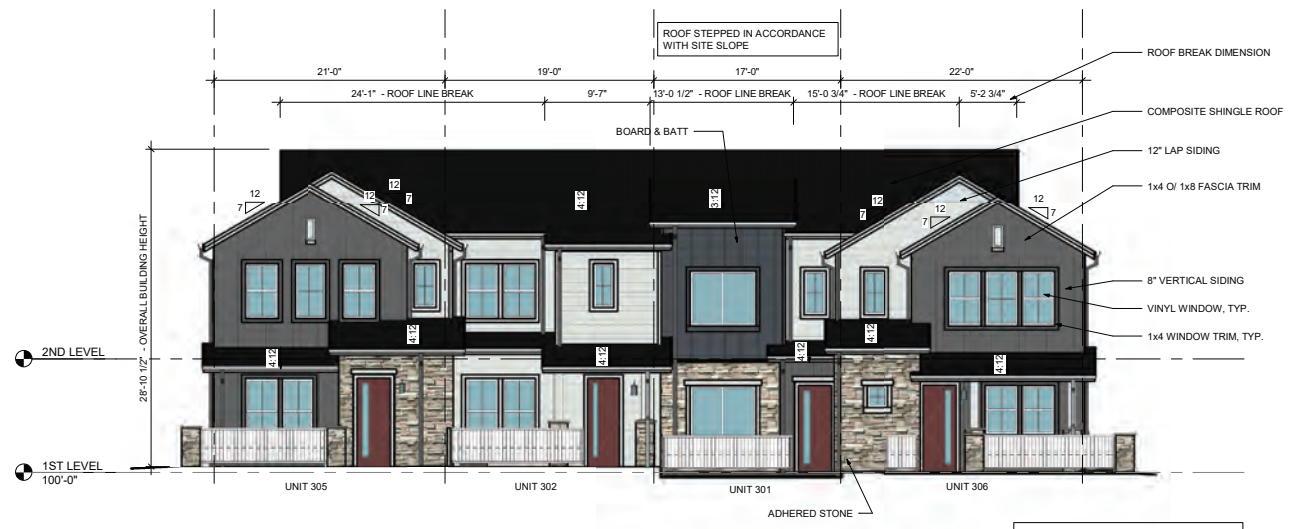 ROOF STEPPED IN ACCORDANCE
WITH SITE SLOPE
ROOF BREAK DIMENSION
21'-0"
19'-0"
17'-0"
22'-0"
24'-1" - ROOF LINE BREAK
9'-7"
13'-0 1/2" - ROOF LINE BREAK
15'-0 3/4" - ROOF LINE BREAK
5'-2 3/4"
COMPOSITE SHINGLE ROOF
BOARD & BATT
12" LAP SIDING
1x4 O/ 1x8 FASCIA TRIM
12
7
12
7
12
7
4:12
3:12
12
7
12
7
12
7
28'-10 1/2" - OVERALL BUILDING HEIGHT
8" VERTICAL SIDING
VINYL WINDOW, TYP.
1x4 WINDOW TRIM, TYP.
4:12
4:12
2ND LEVEL
4:12
4:12
4:12
4:12
1ST LEVEL
100'-0"
UNIT 305
UNIT 302
UNIT 301
UNIT 306
ADHERED STONE